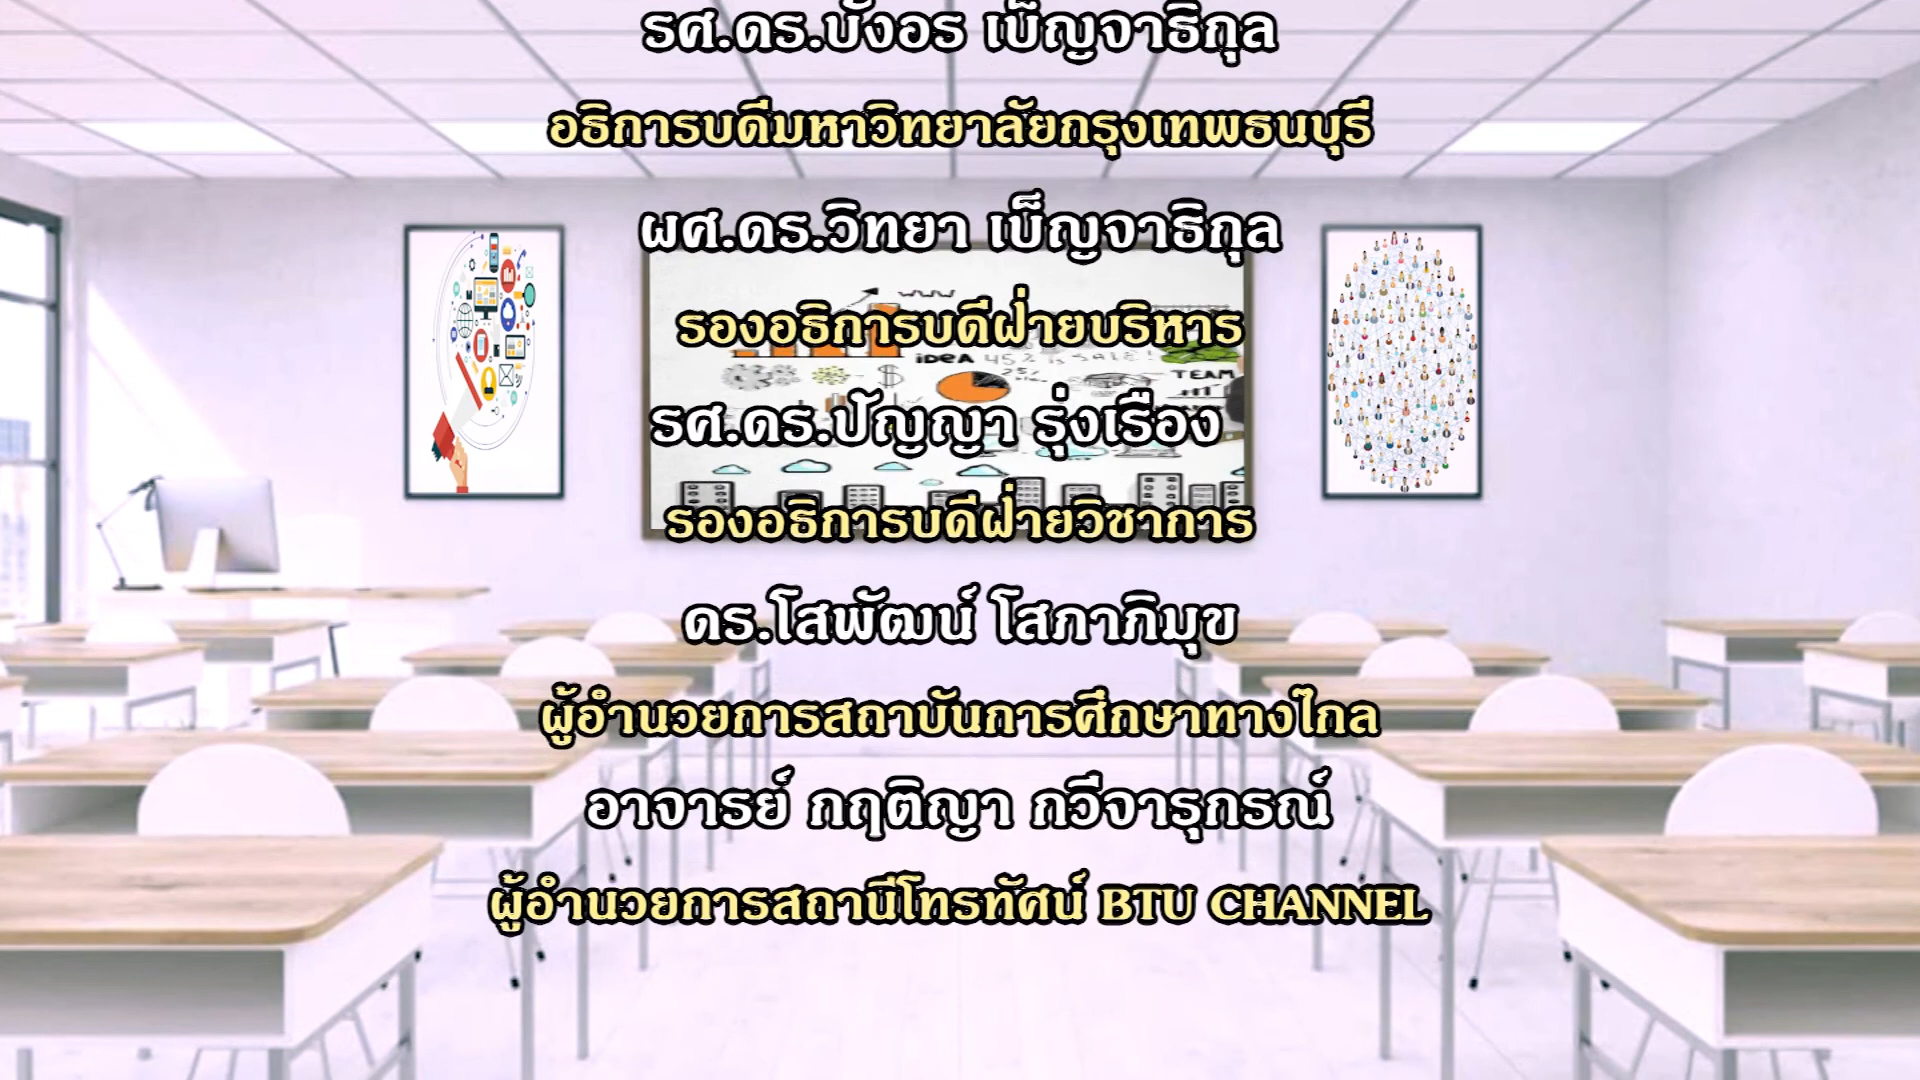 รศ.ดร.บังอร เบ็ญจาธิกุล
อธิการบดีมหาวิทยาลัยกรุงเทพธนบุรี
ผศ.ดร.วิทยา เบ็ญจาธิกุล
รองอธิการบดีฝ่ายบริหาร
IDEA 45% IS SALE!
25%
TEAM
รศ.ดร.ปัญญา รุ่งเรือง
รองอธิการบดีฝ่ายวิชาการ
ดร.โสพัฒน์ โสภาภิมุข
ผู้อำนวยการสถาบันการศึกษาทางไกล
อาจารย์ กฤติญา กวีจารุกรณ์
ผู้อำนวยการสถานีโทรทัศน์ BTU CHANNEL